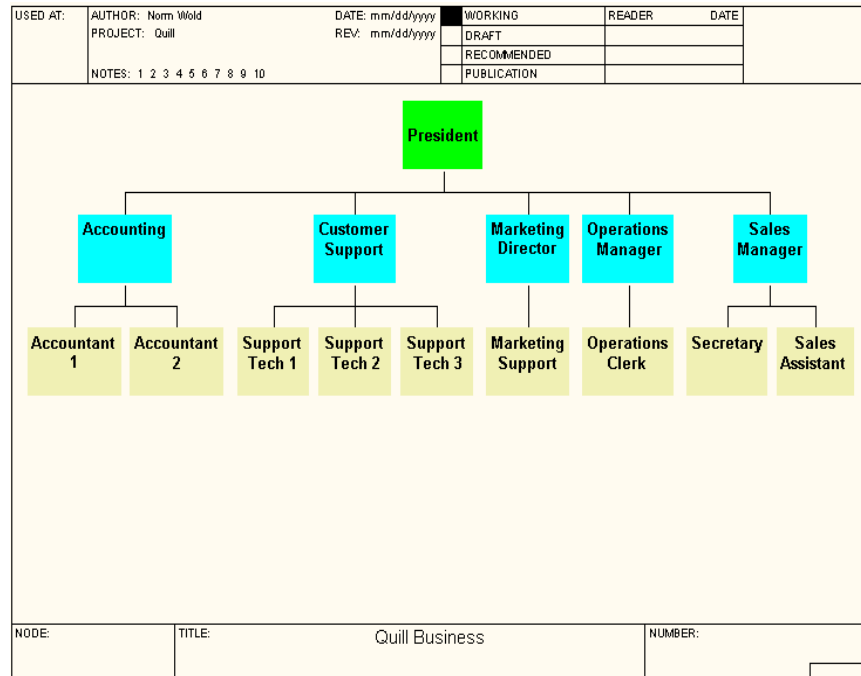 USED AT:
AUTHOR: Norm Wold
DATE: mm/dd/yyyy
WORKING
READER
DATE
PROJECT: Quill
REV: mm/dd/yyyy
DRAFT
RECOMMENDED
NOTES: 1 2 3 4 5 6 7 8 9 10
PUBLICATION
President
Accounting
Customer
Support
Marketing
Director
Operations
Manager
Sales
Manager
Accountant
1
Accountant
2
Support
Tech 1
Support
Tech 2
Support
Tech 3
Marketing
Support
Operations
Clerk
Secretary
Sales
Assistant
NODE:
TITLE:
Quill Business
NUMBER: